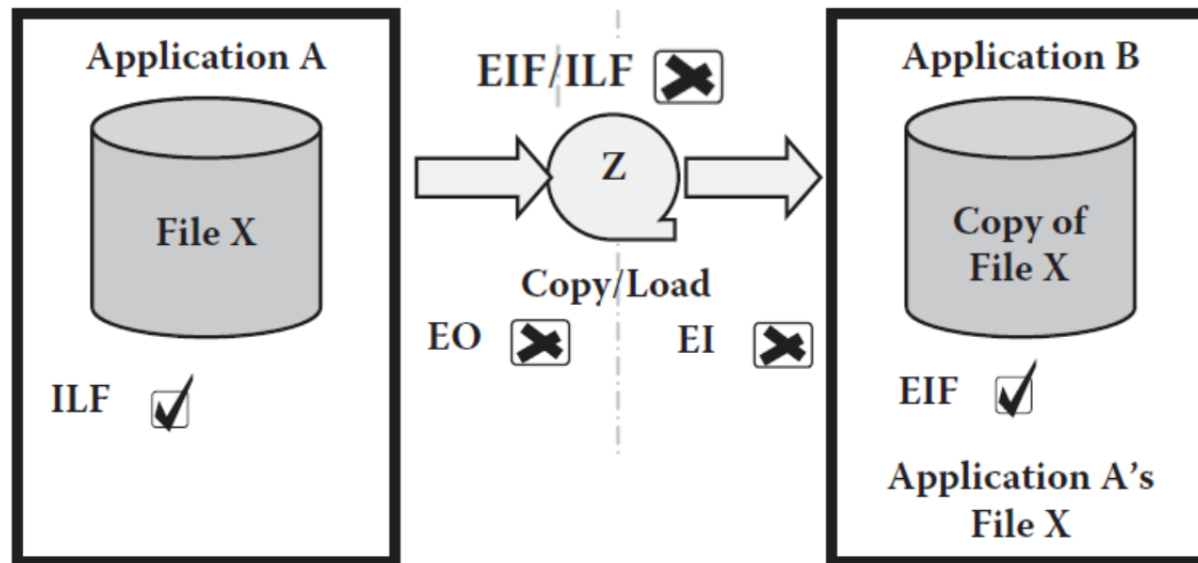 Application A
File X
ILF
EIF/ILF
Z
Copy/Load
EO
EI
Application B
Copy of
File X
EIF
Application A’s
File X